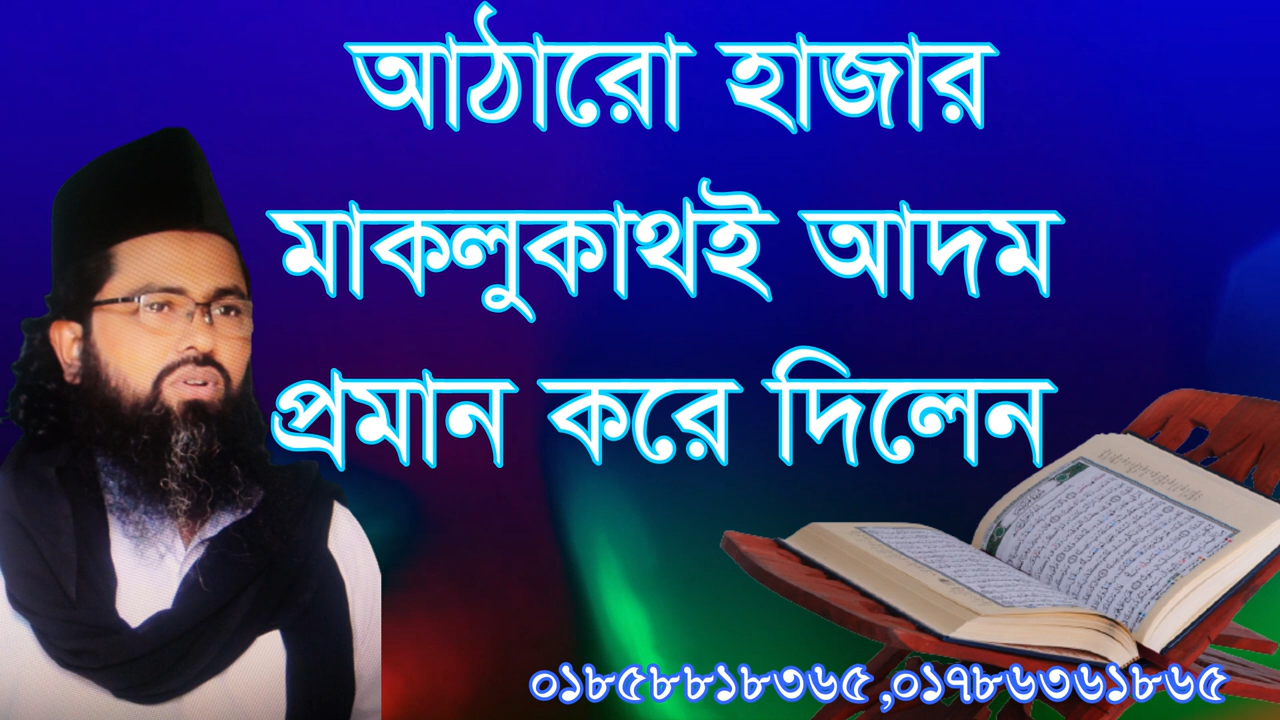 আঠারো হাজার
মাকলুকাথই আদম
প্রমান করে দিলেন
০১৮৫৮৮১৮৩৬৫,০১৭৮৬৩৬১৮৬৫